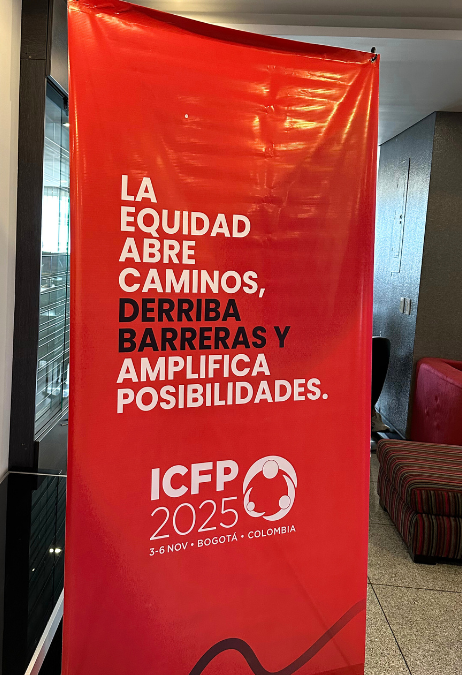 LA
EQUIDAD
ABRE
CAMINOS,
DERRIBA
BARRERAS Y
AMPLIFICA
POSIBILIDADES.
ICFP
2025
3-6 NOV • BOGOTÁ • COLOMBIA